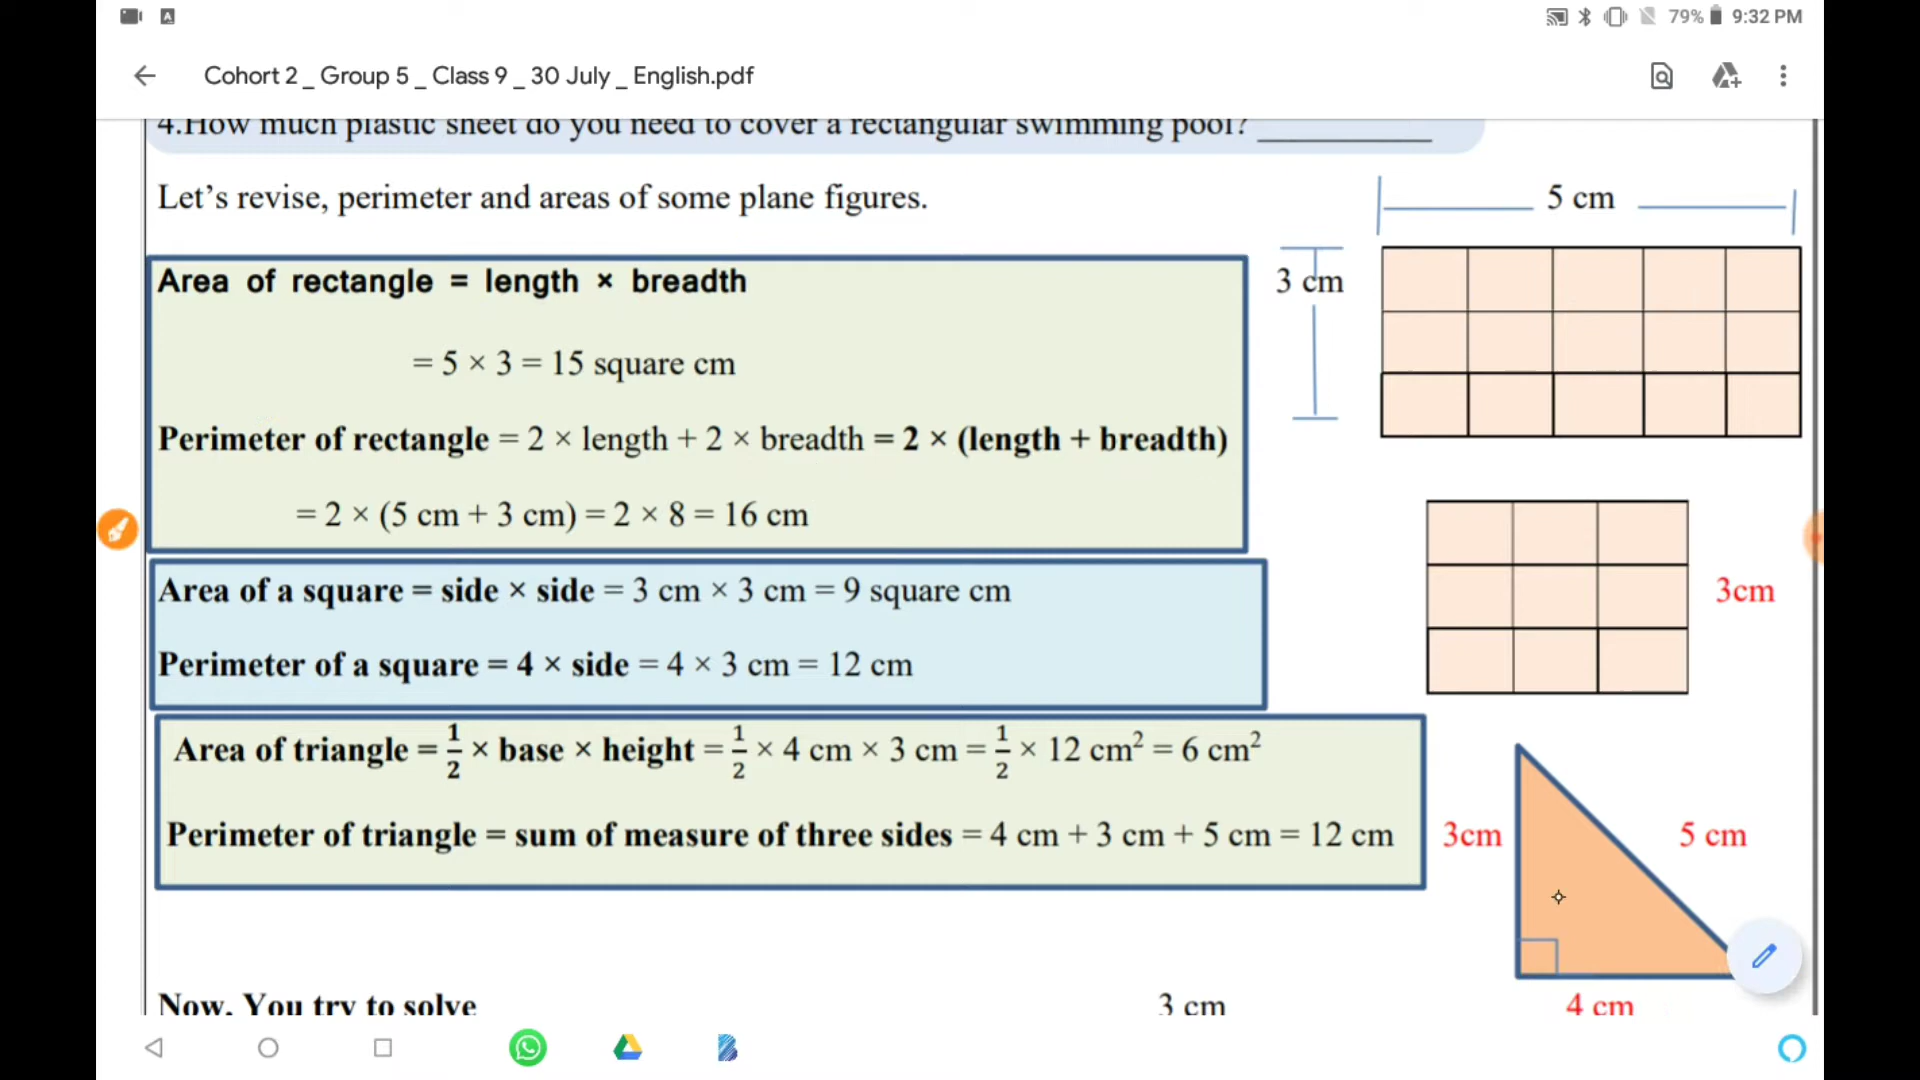 79% 9:32 PM
Cohort 2 _ Group 5 _ Class 9 _ 30 July _ English.pdf
4.How much plastic sheet do you need to cover a rectangular swimming pool? __________
Let’s revise, perimeter and areas of some plane figures.
5 cm
Area of rectangle = length × breadth
3 cm
= 5 × 3 = 15 square cm
Perimeter of rectangle = 2 × length + 2 × breadth = 2 × (length + breadth)
= 2 × (5 cm + 3 cm) = 2 × 8 = 16 cm
Area of a square = side × side = 3 cm × 3 cm = 9 square cm
3cm
Perimeter of a square = 4 × side = 4 × 3 cm = 12 cm
Area of triangle = 1/2 × base × height = 1/2 × 4 cm × 3 cm = 1/2 × 12 cm² = 6 cm²
Perimeter of triangle = sum of measure of three sides = 4 cm + 3 cm + 5 cm = 12 cm
3cm
5 cm
Now, You try to solve
3 cm
4 cm